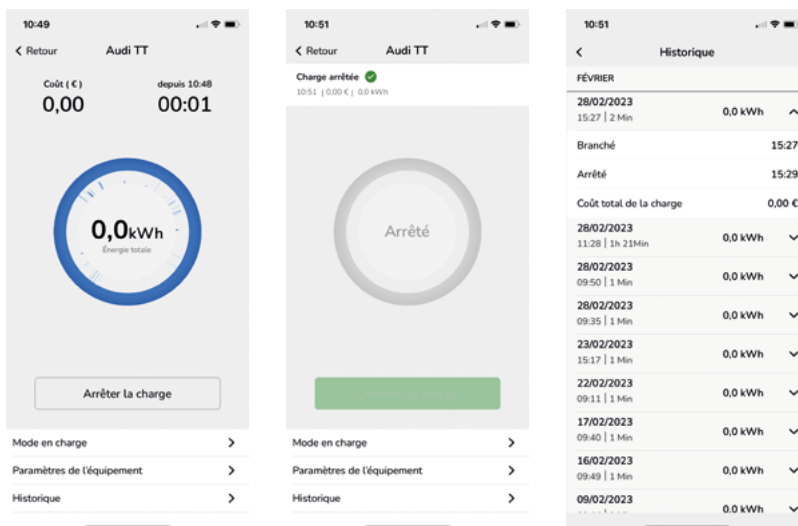 10:49
Retour Audi TT
Coût ( € ) depuis 10:48
0,00 00:01
0,0kWh
Énergie totale
Arrêter la charge
Mode en charge
Paramètres de l'équipement
Historique
10:51
Retour Audi TT
Charge arrêtée
10:51 | 0,00 € | 0,0 kWh
Arrêté
Mode en charge
Paramètres de l'équipement
Historique
10:51
Historique
FÉVRIER
28/02/2023
15:27 | 2 Min 0,0 kWh
Branché 15:27
Arrêté 15:29
Coût total de la charge 0,00 €
28/02/2023
11:28 | 1h 21Min 0,0 kWh
28/02/2023
09:50 | 1 Min 0,0 kWh
28/02/2023
09:35 | 1 Min 0,0 kWh
23/02/2023
15:17 | 1 Min 0,0 kWh
22/02/2023
09:11 | 1 Min 0,0 kWh
17/02/2023
09:40 | 1 Min 0,0 kWh
16/02/2023
09:49 | 1 Min 0,0 kWh
09/02/2023
0,0 kWh